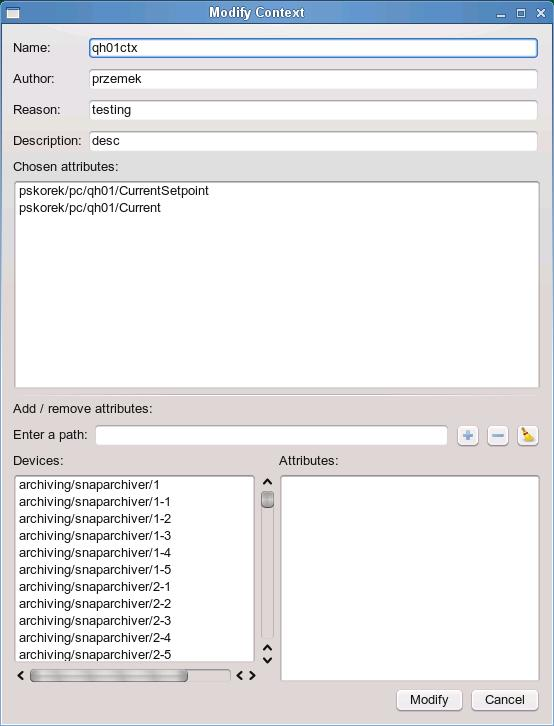 Modify Context
Name: qh01ctx
Author: przemek
Reason: testing
Description: desc
Chosen attributes:
pskorek/pc/qh01/CurrentSetpoint
pskorek/pc/qh01/Current
Add / remove attributes:
Enter a path:
Devices:
archiving/snaparchiver/1
archiving/snaparchiver/1-1
archiving/snaparchiver/1-2
archiving/snaparchiver/1-3
archiving/snaparchiver/1-4
archiving/snaparchiver/1-5
archiving/snaparchiver/2-1
archiving/snaparchiver/2-2
archiving/snaparchiver/2-3
archiving/snaparchiver/2-4
archiving/snaparchiver/2-5
Attributes:
Modify
Cancel